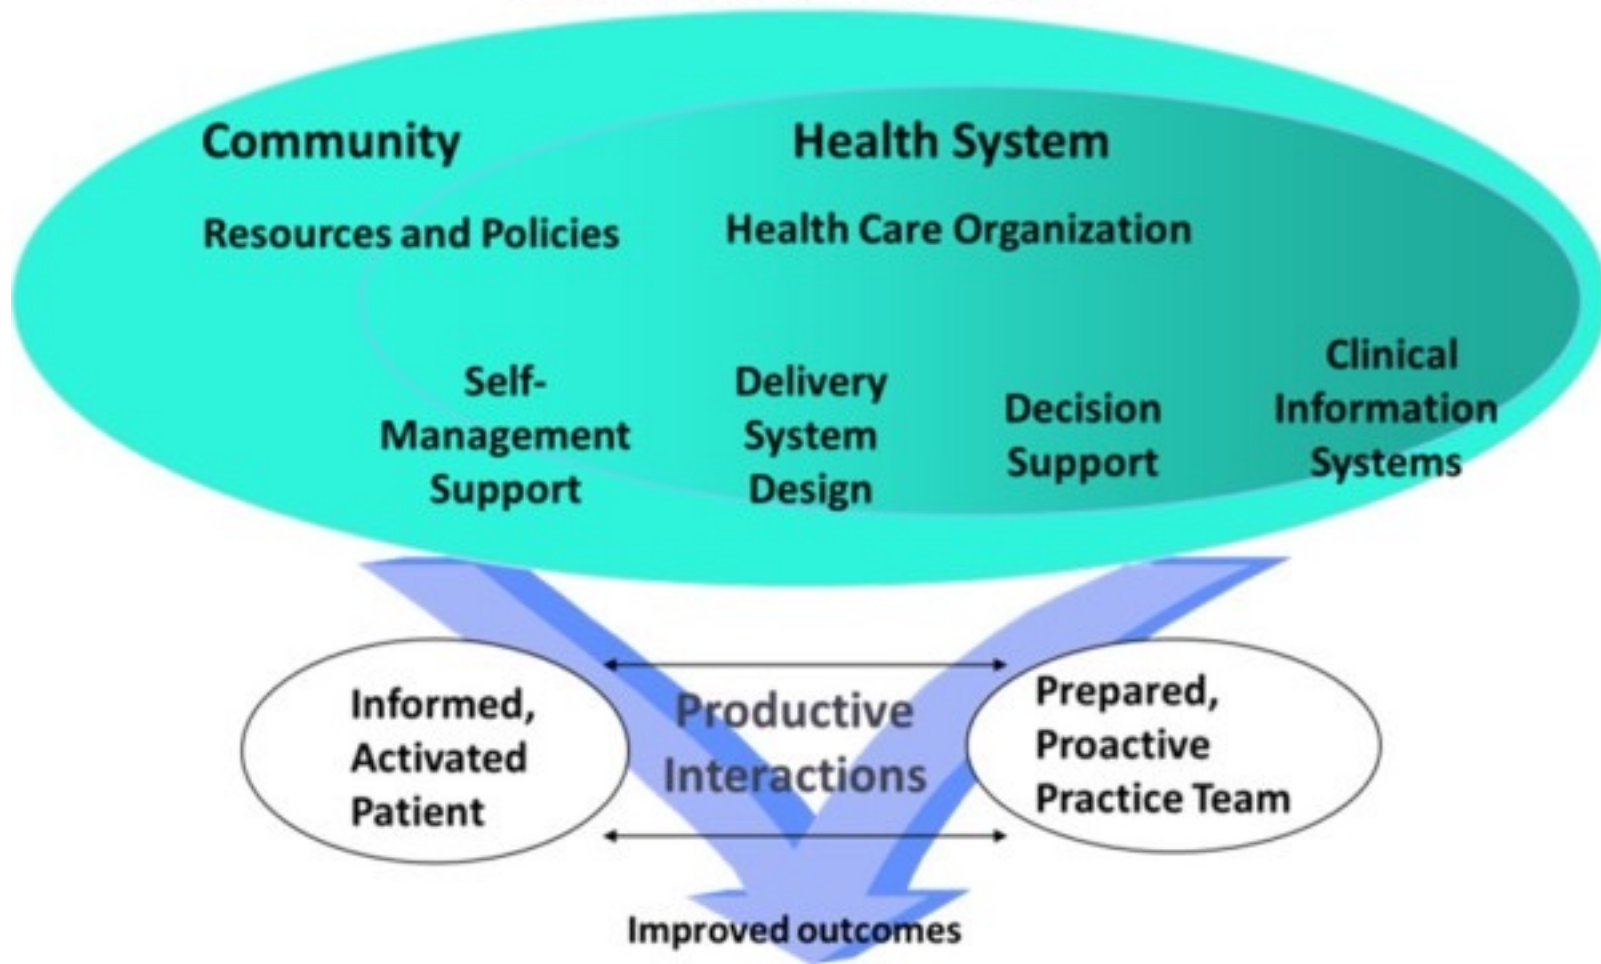 Community
Health System
Resources and Policies
Health Care Organization
Self-
Management
Support
Delivery
System
Design
Decision
Support
Clinical
Information
Systems
Informed,
Activated
Patient
Productive
Interactions
Prepared,
Proactive
Practice Team
Improved outcomes